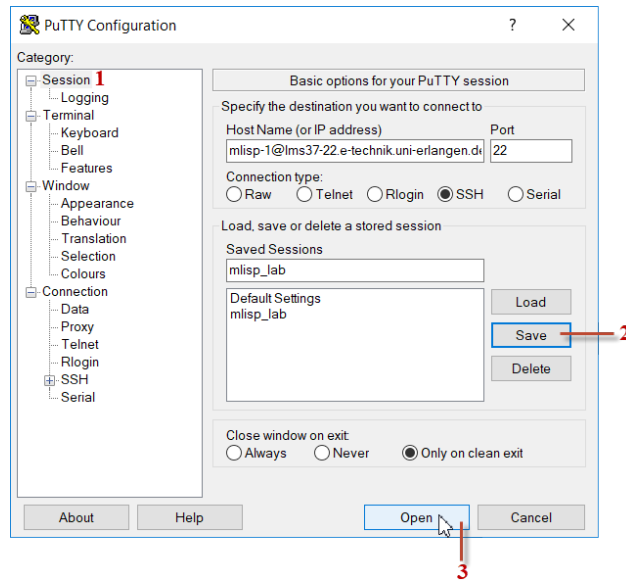 PuTTY Configuration
?
Category:
Session 1
Logging
Terminal
Keyboard
Bell
Features
Window
Appearance
Behaviour
Translation
Selection
Colours
Connection
Data
Proxy
Telnet
Rlogin
SSH
Serial
Basic options for your PuTTY session
Specify the destination you want to connect to
Host Name (or IP address) Port
mlisp-1@lms37-22.e-technik.uni-erlangen.de 22
Connection type:
Raw Telnet Rlogin SSH Serial
Load, save or delete a stored session
Saved Sessions
mlisp_lab
Default Settings
mlisp_lab
Load
Save 2
Delete
Close window on exit:
Always Never Only on clean exit
About Help Open Cancel
3